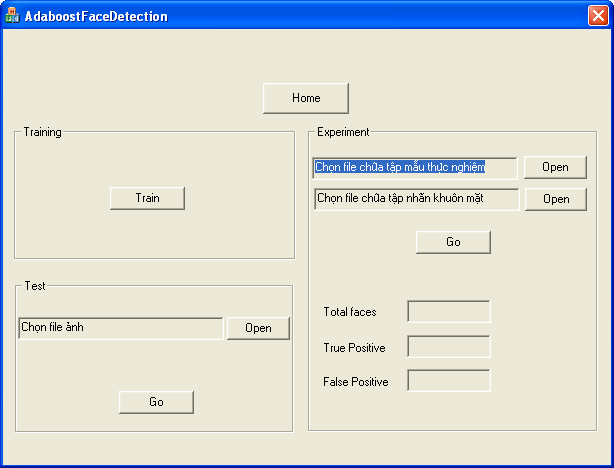 AdaboostFaceDetection
Home
Training
Train
Test
Chọn file ảnh
Open
Go
Experiment
Chọn file chứa tập mẫu thực nghiệm
Open
Chọn file chứa tập nhãn khuôn mặt
Open
Go
Total faces
True Positive
False Positive